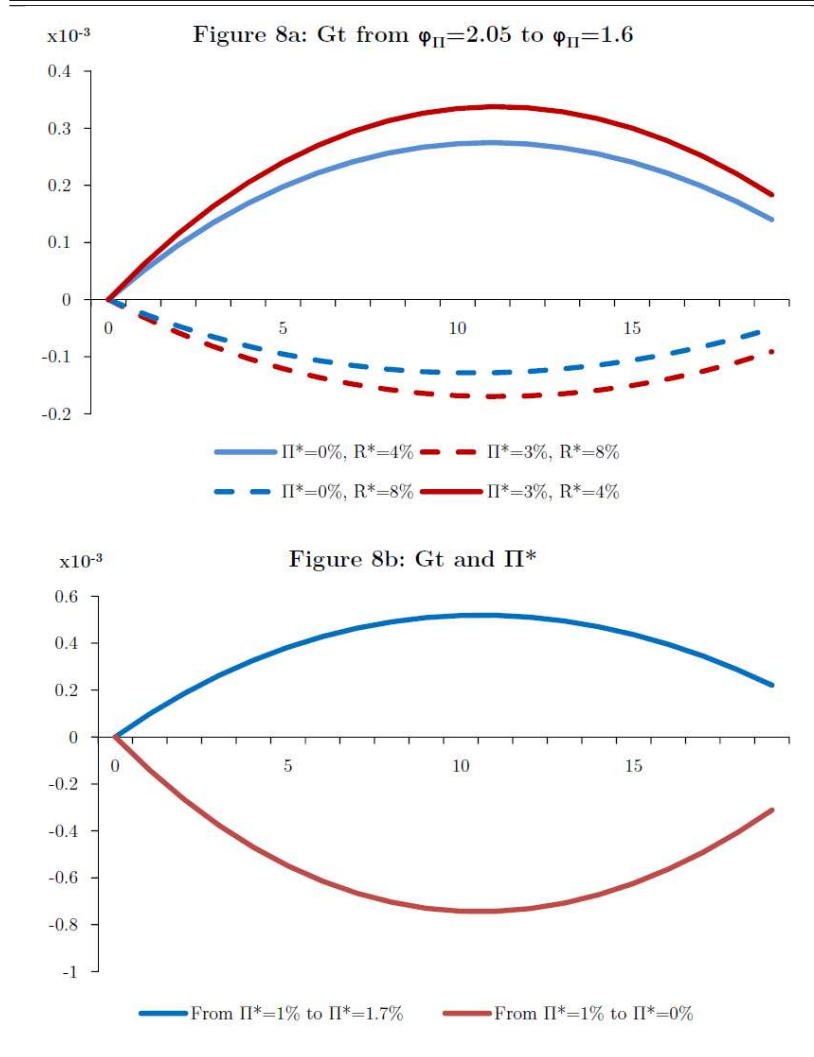 x10-3
Figure 8a: Gt from φΠ=2.05 to φΠ=1.6
0.4
0.3
0.2
0.1
0
0 5 10 15
-0.1
-0.2
Π*=0%, R*=4% Π*=3%, R*=8%
Π*=0%, R*=8% Π*=3%, R*=4%
x10-3
Figure 8b: Gt and Π*
0.6
0.4
0.2
0
0 5 10 15
-0.2
-0.4
-0.6
-0.8
-1
From Π*=1% to Π*=1.7% From Π*=1% to Π*=0%